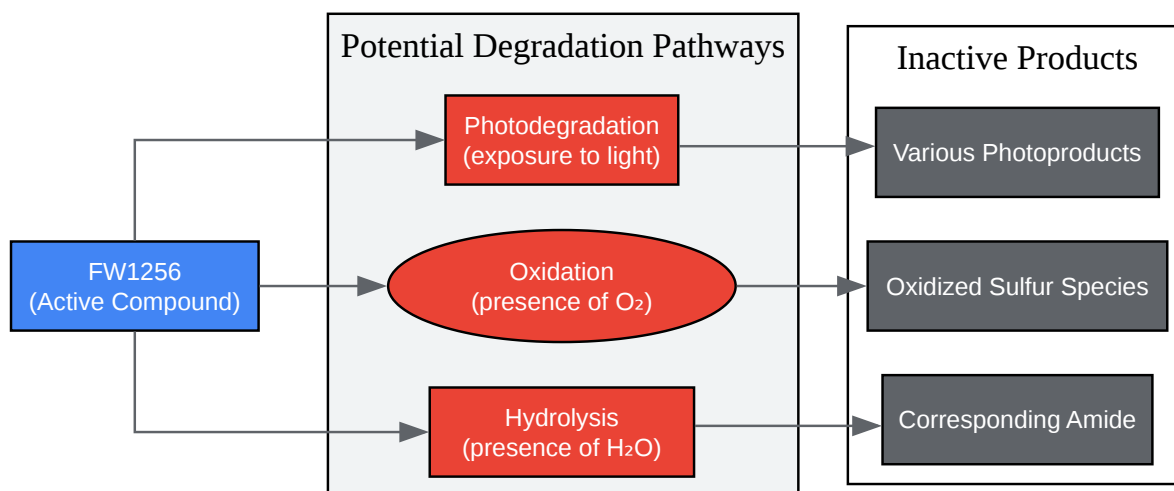 Potential Degradation Pathways
Inactive Products
Photodegradation
(exposure to light)
Various Photoproducts
FW1256
(Active Compound)
Oxidation
(presence of O₂)
Oxidized Sulfur Species
Hydrolysis
(presence of H₂O)
Corresponding Amide